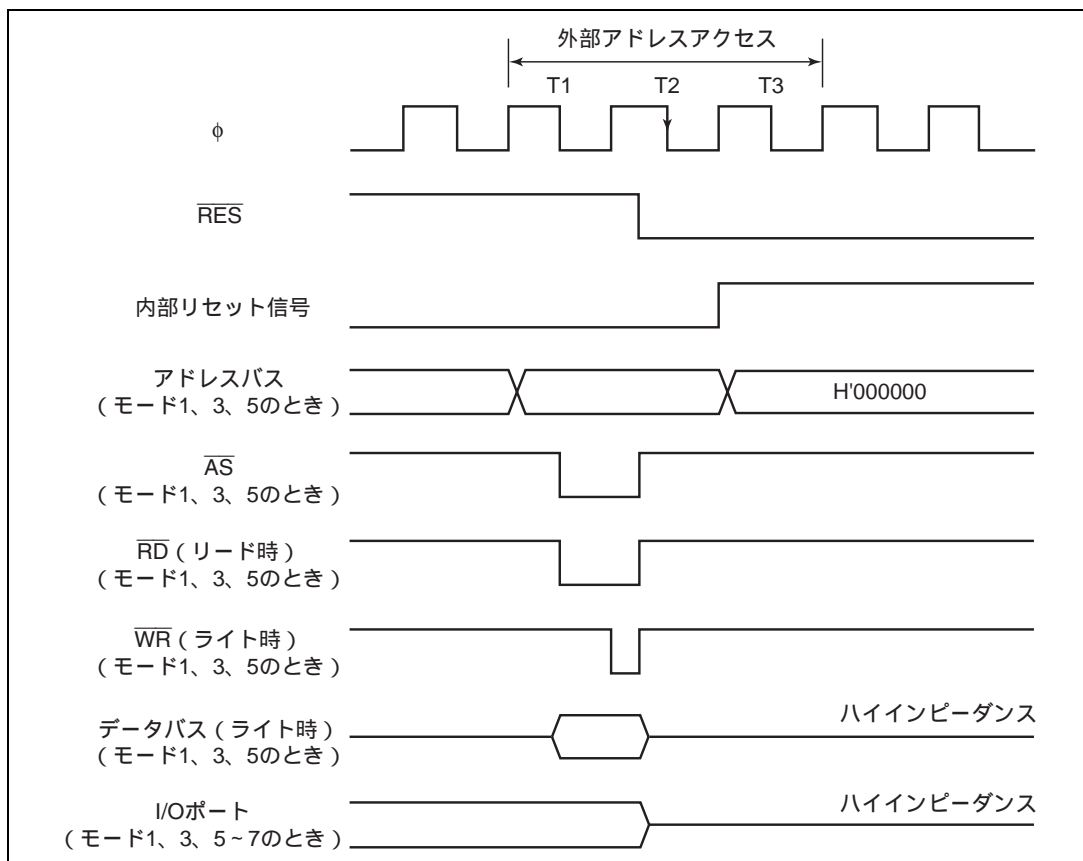 外部アドレスアクセス
T1 T2 T3
φ
RES
内部リセット信号
アドレスバス
（モード1、3、5のとき）
H'000000
AS
（モード1、3、5のとき）
RD（リード時）
（モード1、3、5のとき）
WR（ライト時）
（モード1、3、5のとき）
データバス（ライト時）
（モード1、3、5のとき）
ハイインピーダンス
I/Oポート
（モード1、3、5~7のとき）
ハイインピーダンス